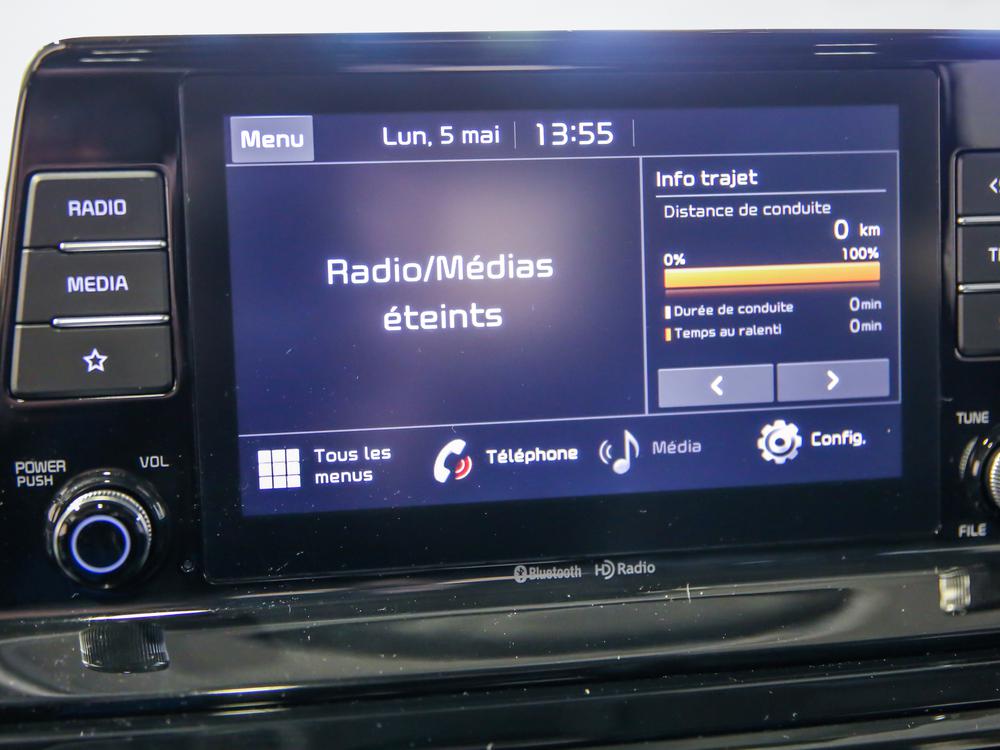 Menu
Lun, 5 mai
13:55
RADIO
MEDIA
POWER
PUSH
VOL
Radio/Médias
éteints
Info trajet
Distance de conduite
0 km
0% 100%
Durée de conduite 0min
Temps au ralenti 0min
Tous les
menus
Téléphone
Média
Config.
TUNE
FILE
Bluetooth
HD Radio